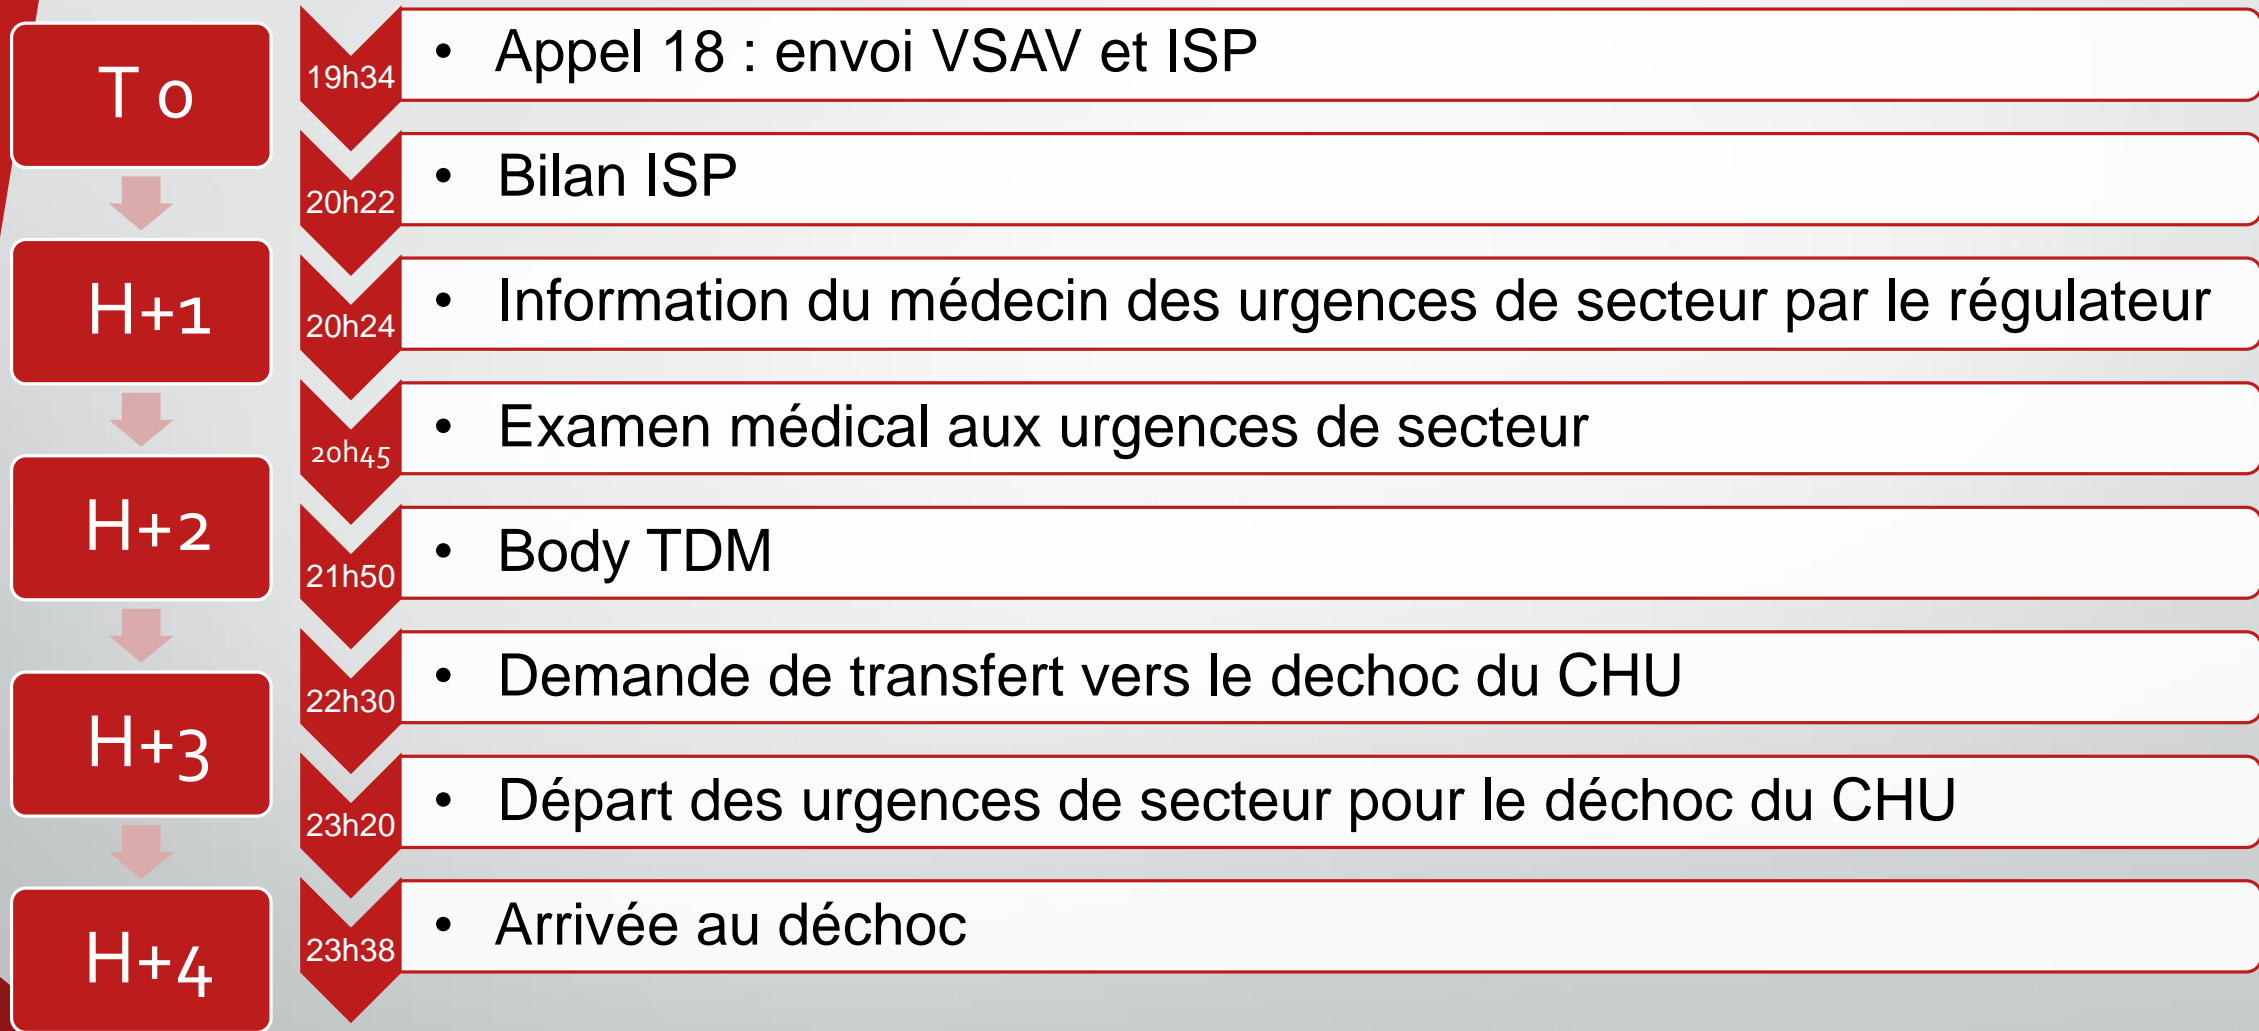 T 0
H+1
H+2
H+3
H+4
19h34
• Appel 18 : envoi VSAV et ISP
20h22
• Bilan ISP
20h24
• Information du médecin des urgences de secteur par le régulateur
20h45
• Examen médical aux urgences de secteur
21h50
• Body TDM
22h30
• Demande de transfert vers le dechoc du CHU
23h20
• Départ des urgences de secteur pour le déchoc du CHU
23h38
• Arrivée au déchoc